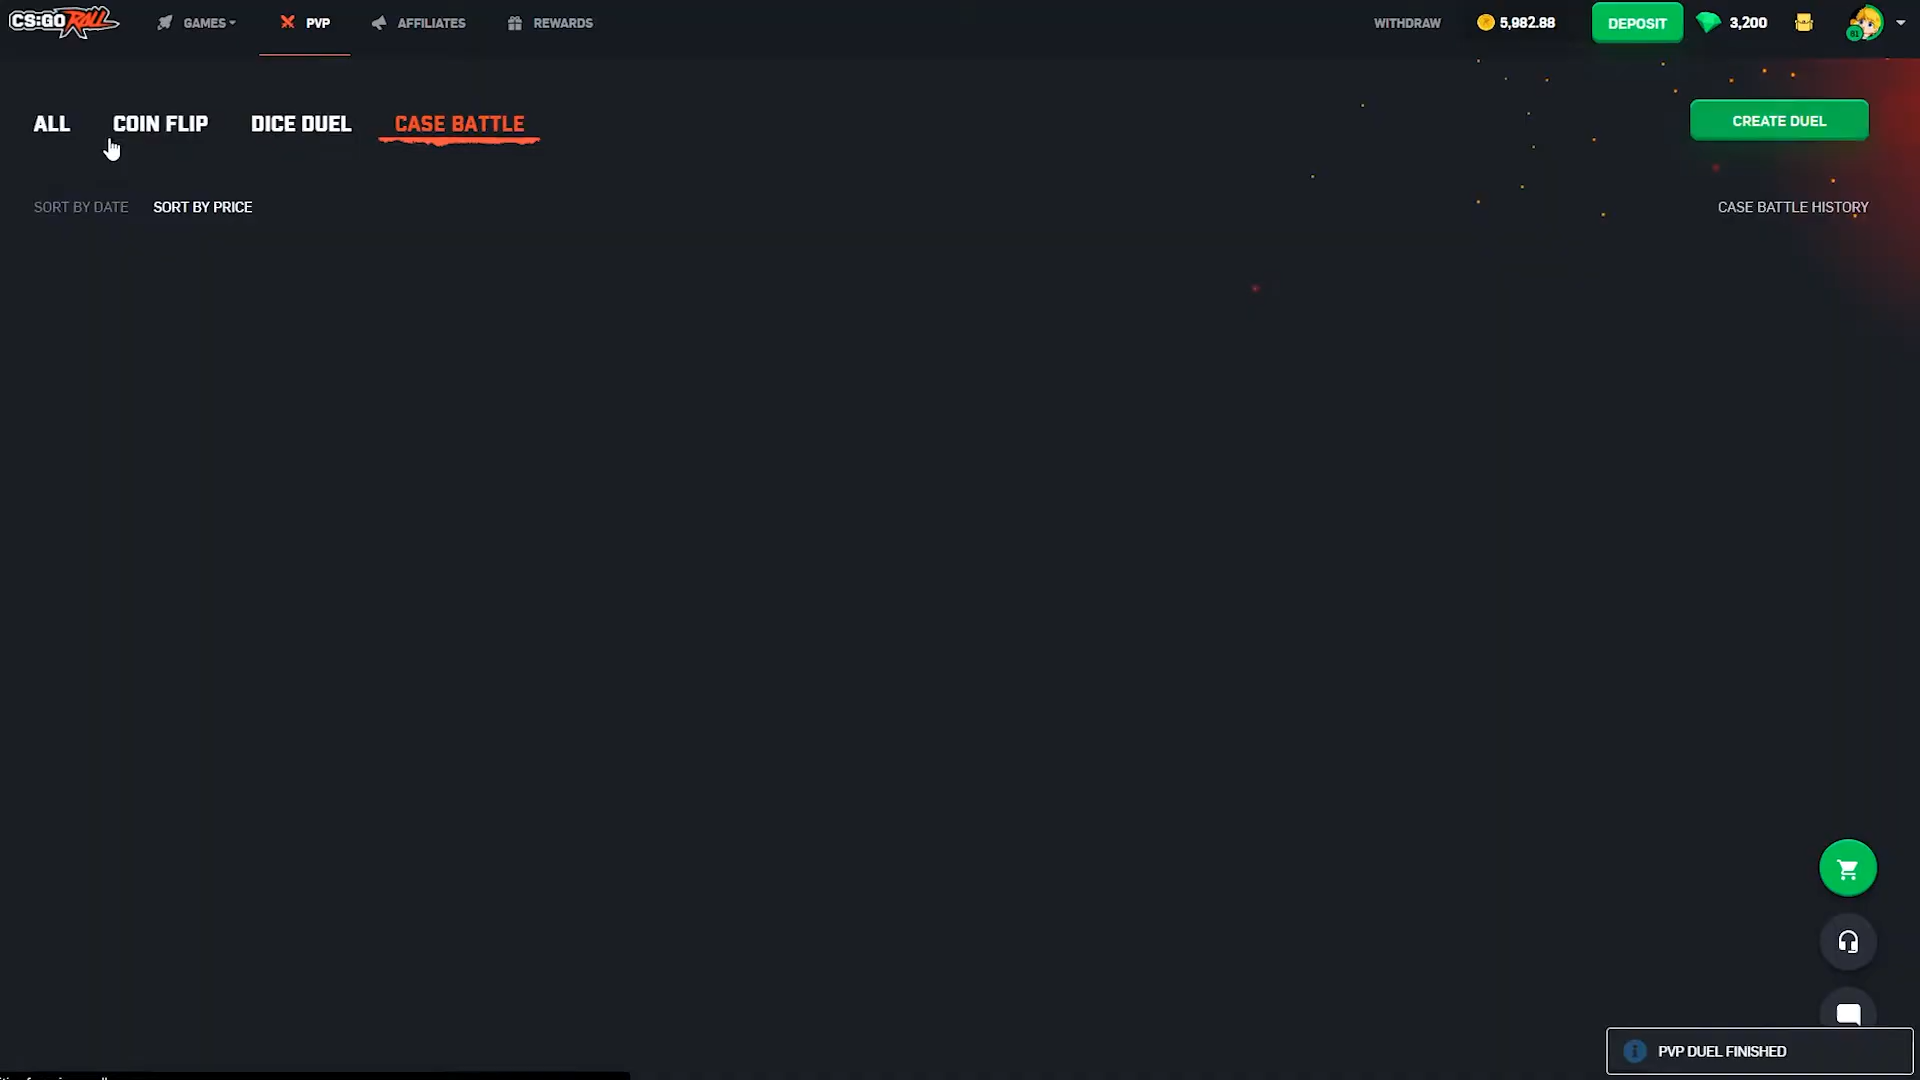 CS:GO ROLL GAMES PVP AFFILIATES REWARDS WITHDRAW 5,982.88 DEPOSIT 3,200
81
ALL COIN FLIP DICE DUEL CASE BATTLE CREATE DUEL
SORT BY DATE SORT BY PRICE CASE BATTLE HISTORY
PVP DUEL FINISHED